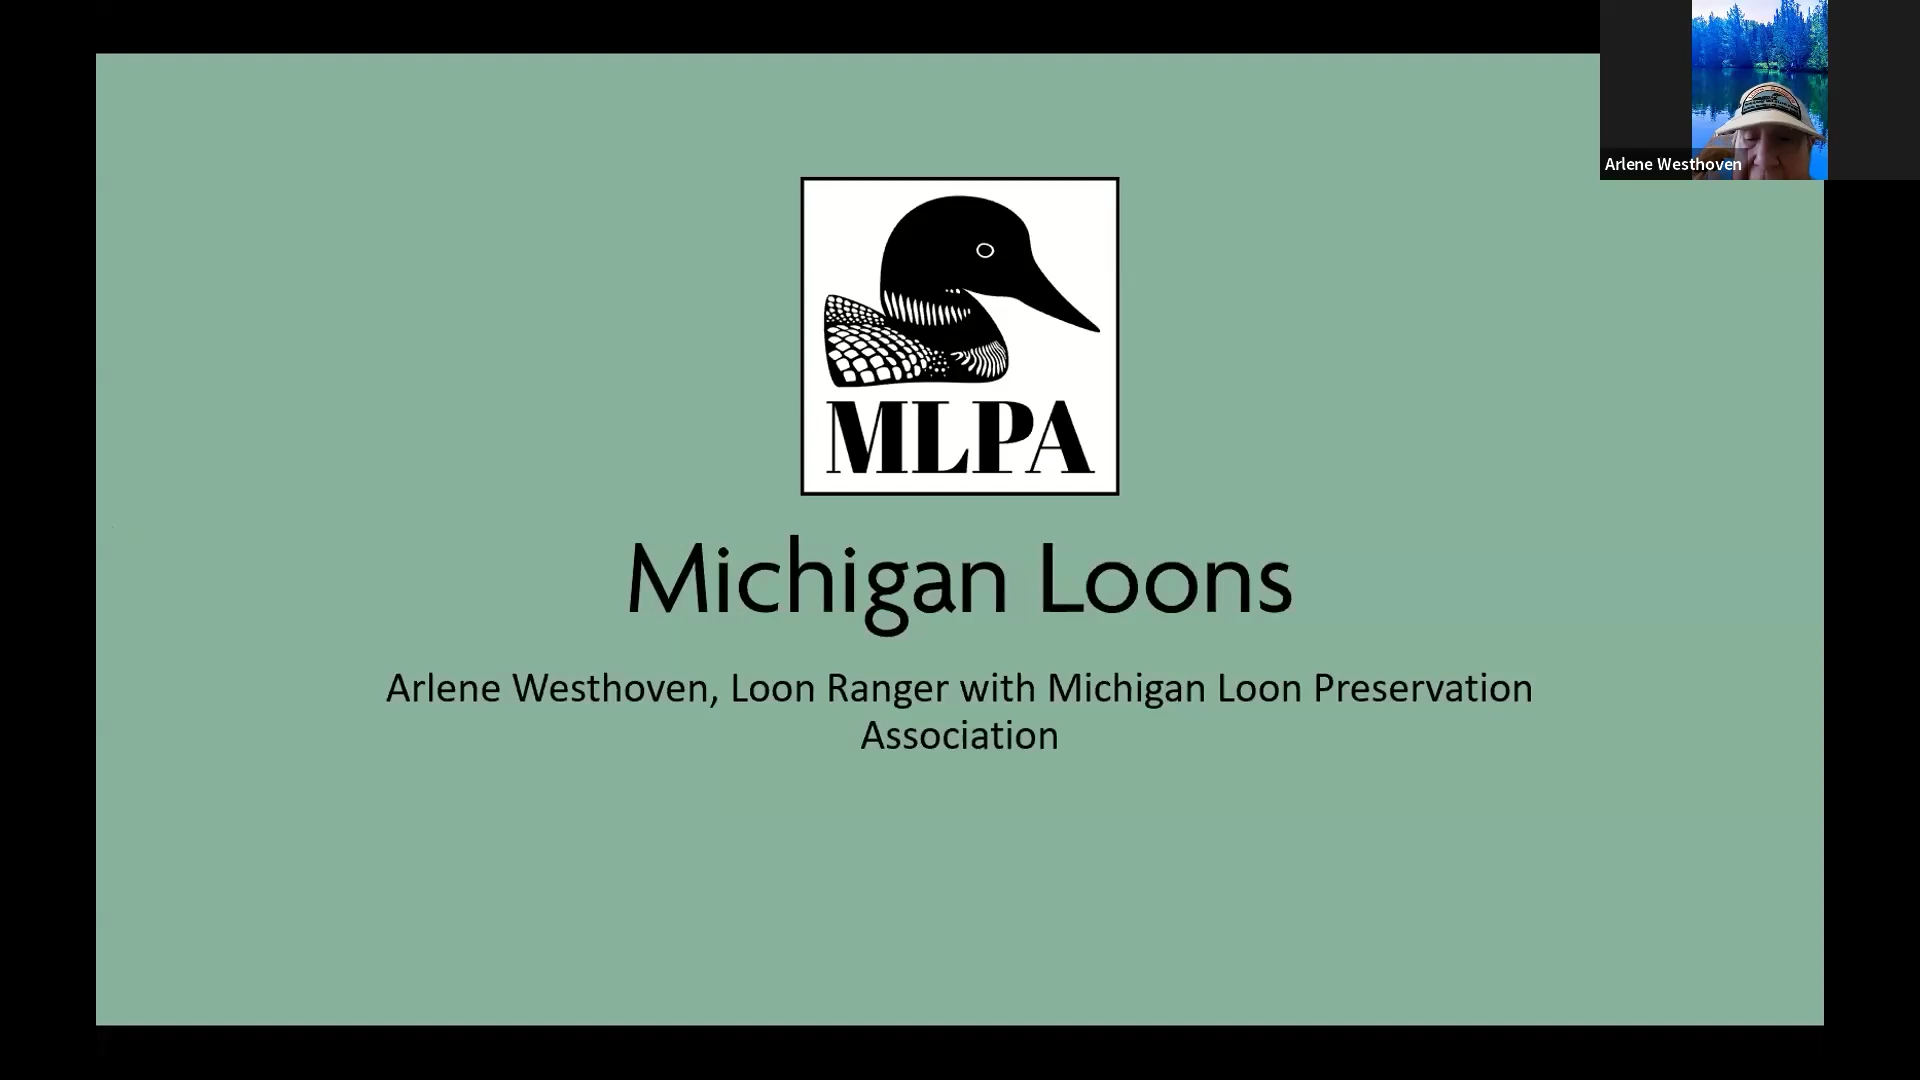 Arlene Westhoven
MLPA
Michigan Loons
Arlene Westhoven, Loon Ranger with Michigan Loon Preservation
Association